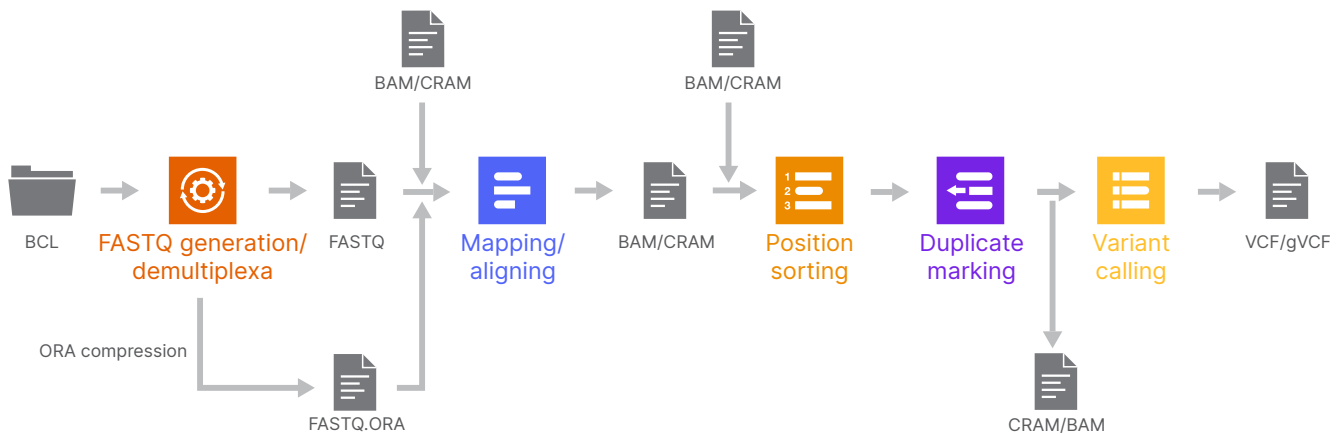 BAM/CRAM
BAM/CRAM
1
2
3
BCL
FASTQ generation/
demultiplexa
FASTQ
Mapping/
aligning
BAM/CRAM
Position
sorting
Duplicate
marking
Variant
calling
VCF/gVCF
ORA compression
FASTQ.ORA
CRAM/BAM